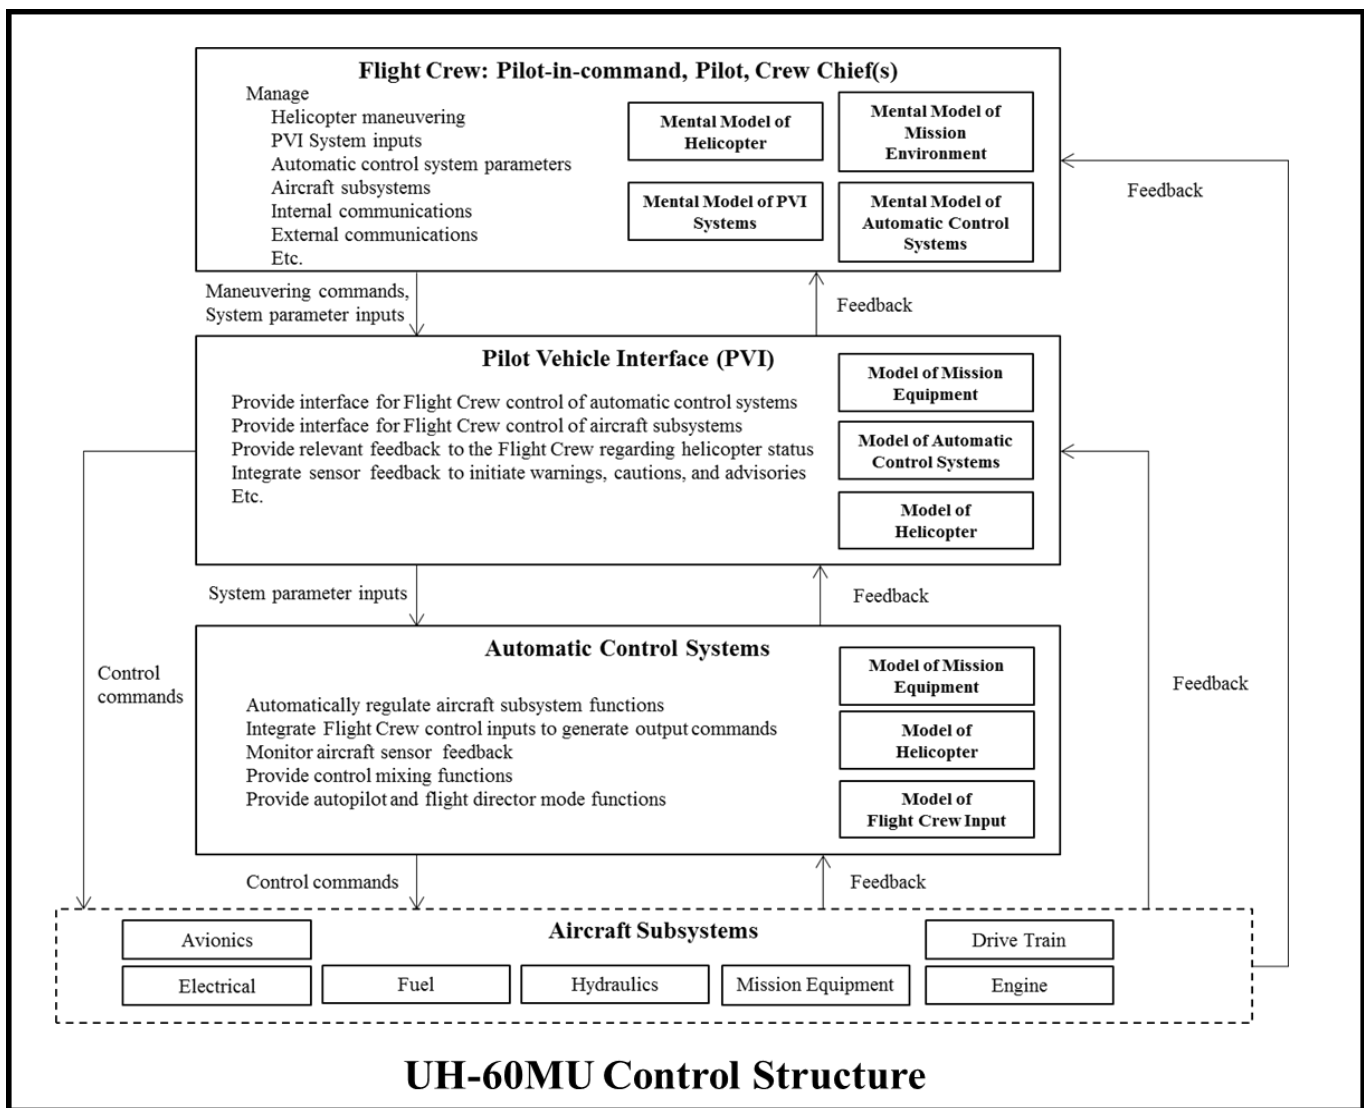 Flight Crew: Pilot-in-command, Pilot, Crew Chief(s)
Manage
Helicopter maneuvering
PVI System inputs
Automatic control system parameters
Aircraft subsystems
Internal communications
External communications
Etc.
Mental Model of
Helicopter
Mental Model of
Mission
Environment
Mental Model of PVI
Systems
Mental Model of
Automatic Control
Systems
Feedback
Maneuvering commands,
System parameter inputs
Feedback
Pilot Vehicle Interface (PVI)
Provide interface for Flight Crew control of automatic control systems
Provide interface for Flight Crew control of aircraft subsystems
Provide relevant feedback to the Flight Crew regarding helicopter status
Integrate sensor feedback to initiate warnings, cautions, and advisories
Etc.
Model of Mission
Equipment
Model of Automatic
Control Systems
Model of
Helicopter
System parameter inputs
Feedback
Control
commands
Feedback
Automatic Control Systems
Automatically regulate aircraft subsystem functions
Integrate Flight Crew control inputs to generate output commands
Monitor aircraft sensor feedback
Provide control mixing functions
Provide autopilot and flight director mode functions
Model of Mission
Equipment
Model of
Helicopter
Model of
Flight Crew Input
Control commands
Feedback
Aircraft Subsystems
Avionics
Drive Train
Electrical
Fuel
Hydraulics
Mission Equipment
Engine
UH-60MU Control Structure